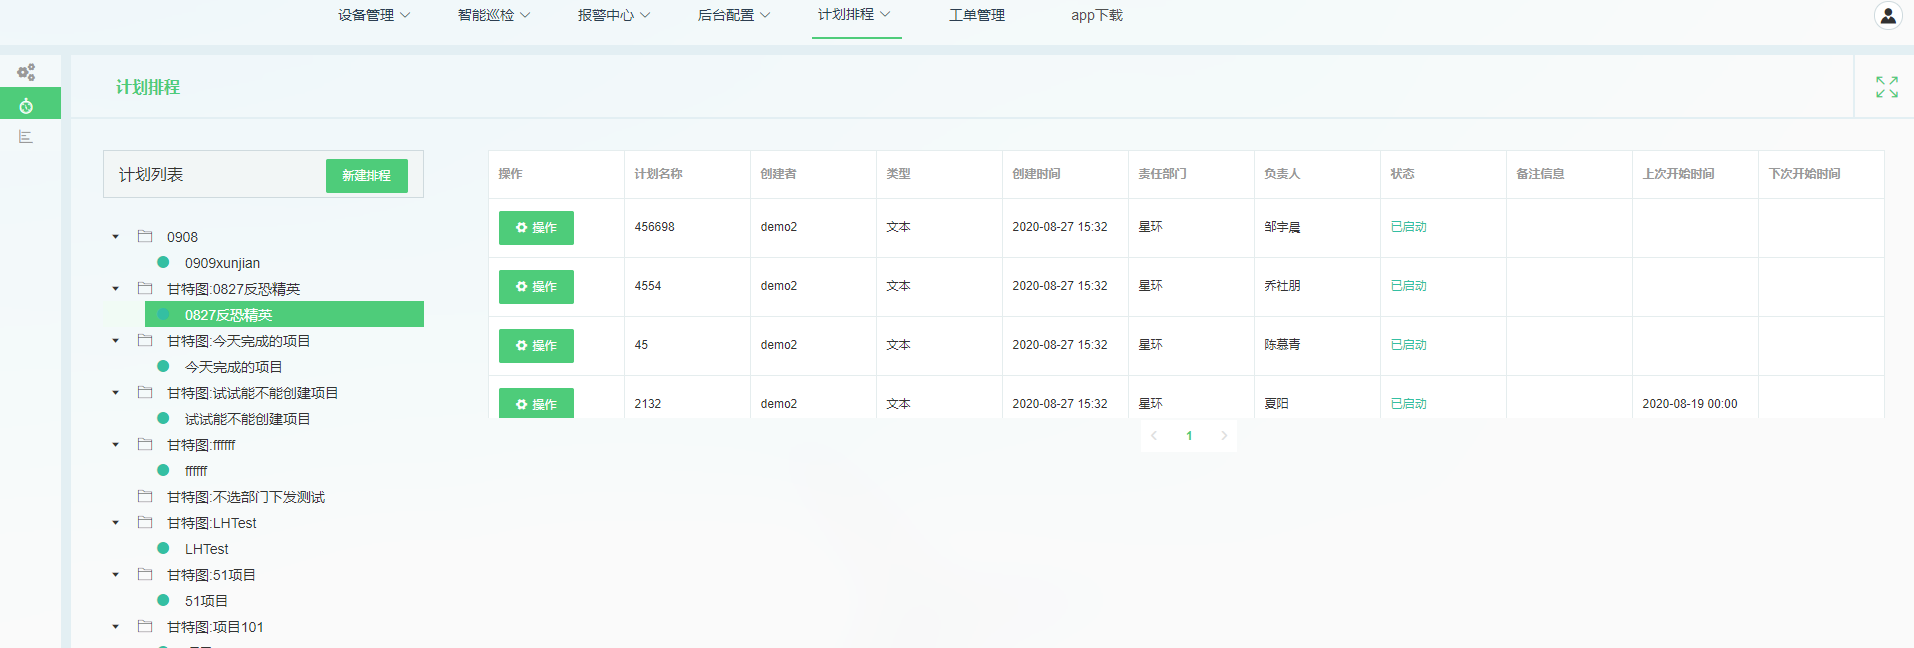 设备管理 智能巡检 报警中心 后台配置 计划排程 工单管理 app下载
计划排程
计划列表 新建排程
0908
0909xunjian
甘特图:0827反恐精英
0827反恐精英
甘特图:今天完成的项目
今天完成的项目
甘特图:试试能不能创建项目
试试能不能创建项目
甘特图:ffffff
ffffff
甘特图:不选部门下发测试
甘特图:LHTest
LHTest
甘特图:51项目
51项目
甘特图:项目101
操作 计划名称 创建者 类型 创建时间 责任部门 负责人 状态 备注信息 上次开始时间 下次开始时间
操作 456698 demo2 文本 2020-08-27 15:32 星环 邹宇晨 已启动
操作 4554 demo2 文本 2020-08-27 15:32 星环 乔社朋 已启动
操作 45 demo2 文本 2020-08-27 15:32 星环 陈慕青 已启动
操作 2132 demo2 文本 2020-08-27 15:32 星环 夏阳 已启动 2020-08-19 00:00
1